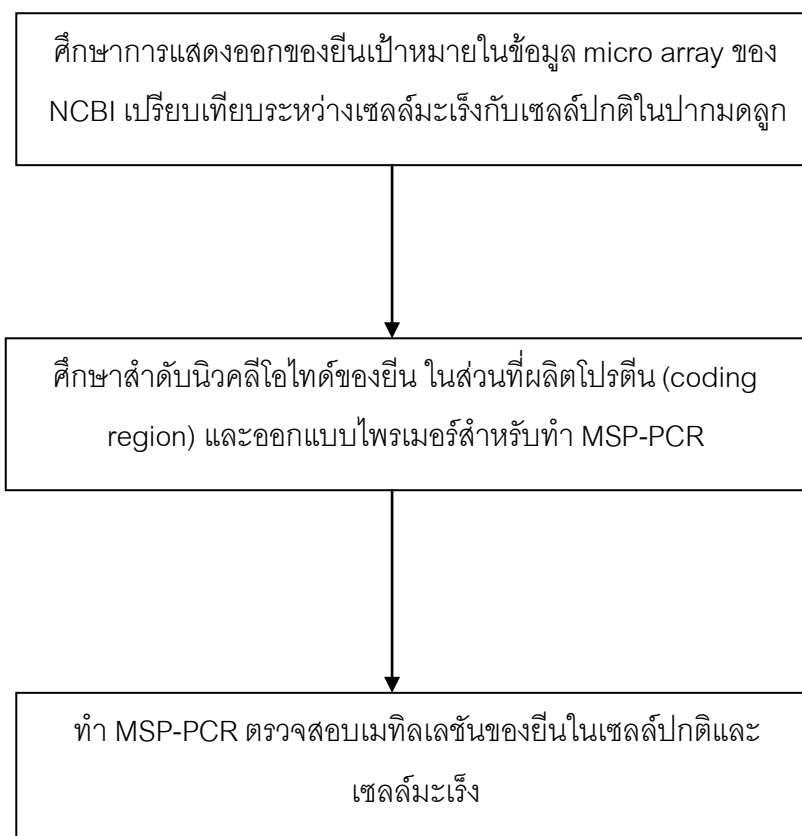 ศึกษาการแสดงออกของยีนเป้าหมายในข้อมูล micro array ของ
NCBI เปรียบเทียบระหว่างเซลล์มะเร็งกับเซลล์ปกติในปากมดลูก
ศึกษาลำดับนิวคลีโอไทด์ของยีน ในส่วนที่ผลิตโปรตีน (coding
region) และออกแบบไพรเมอร์สำหรับทำ MSP-PCR
ทำ MSP-PCR ตรวจสอบเมทิลเลชันของยีนในเซลล์ปกติและ
เซลล์มะเร็ง